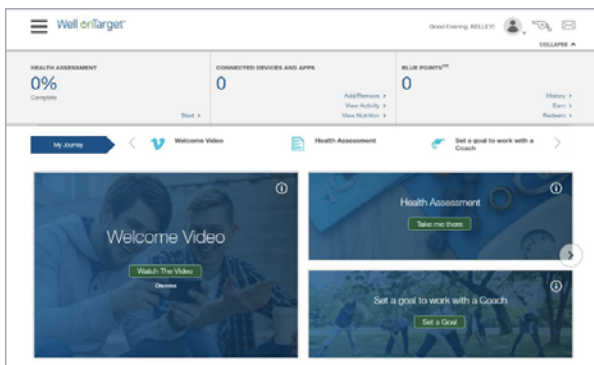 Well onTarget
Good Evening, KELLEY!
COLLAPSE
HEALTH ASSESSMENT
0%
Complete
Start >
CONNECTED DEVICES AND APPS
0
Add/Remove >
View Activity >
View Nutrition >
BLUE POINTS℠
0
History >
Earn >
Redeem >
My Journey
Welcome Video
Health Assessment
Set a goal to work with a
Coach
Welcome Video
Watch The Video
Dismiss
Health Assessment
Take me there
Set a goal to work with a Coach
Set a Goal